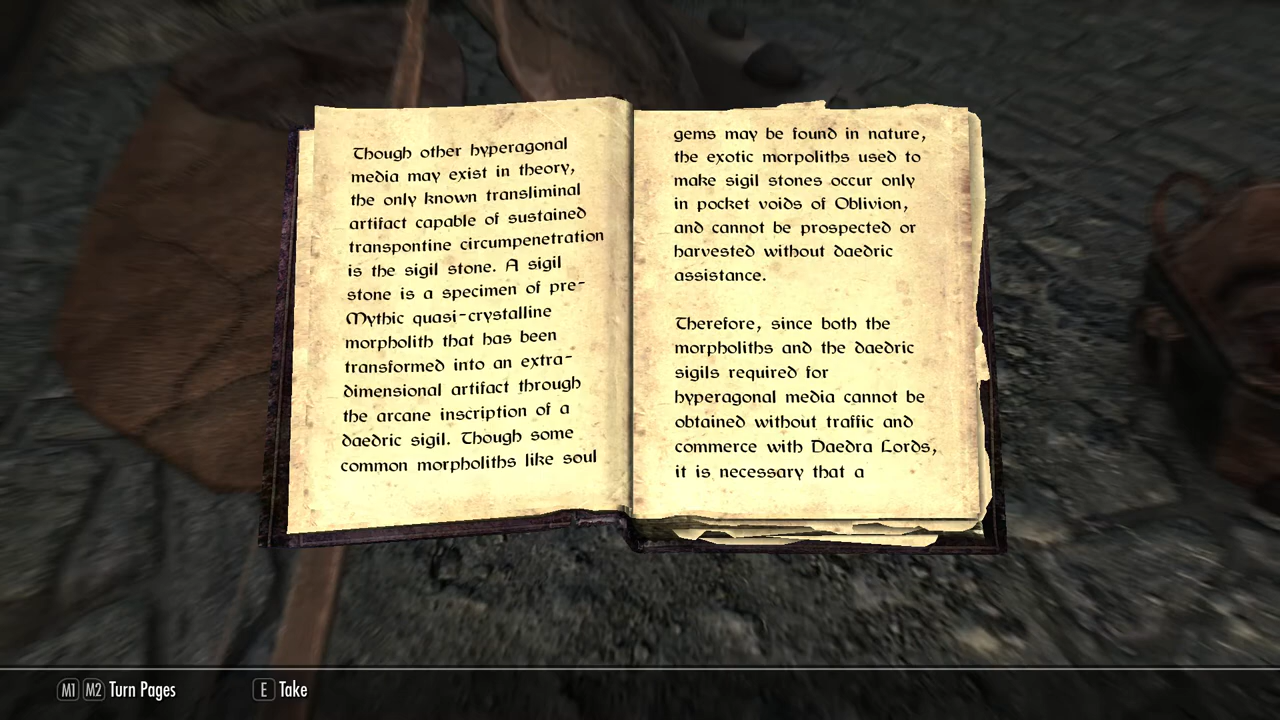 Though other hyperagonal
media may exist in theory,
the only known transliminal
artifact capable of sustained
transpontine circumpenetration
is the sigil stone. A sigil
stone is a specimen of pre-
Mythic quasi-crystalline
morpholith that has been
transformed into an extra-
dimensional artifact through
the arcane inscription of a
daedric sigil. Though some
common morpholiths like soul
gems may be found in nature,
the exotic morpoliths used to
make sigil stones occur only
in pocket voids of Oblivion,
and cannot be prospected or
harvested without daedric
assistance.
Therefore, since both the
morpholiths and the daedric
sigils required for
hyperagonal media cannot be
obtained without traffic and
commerce with Daedra Lords,
it is necessary that a
M1 M2 Turn Pages E Take